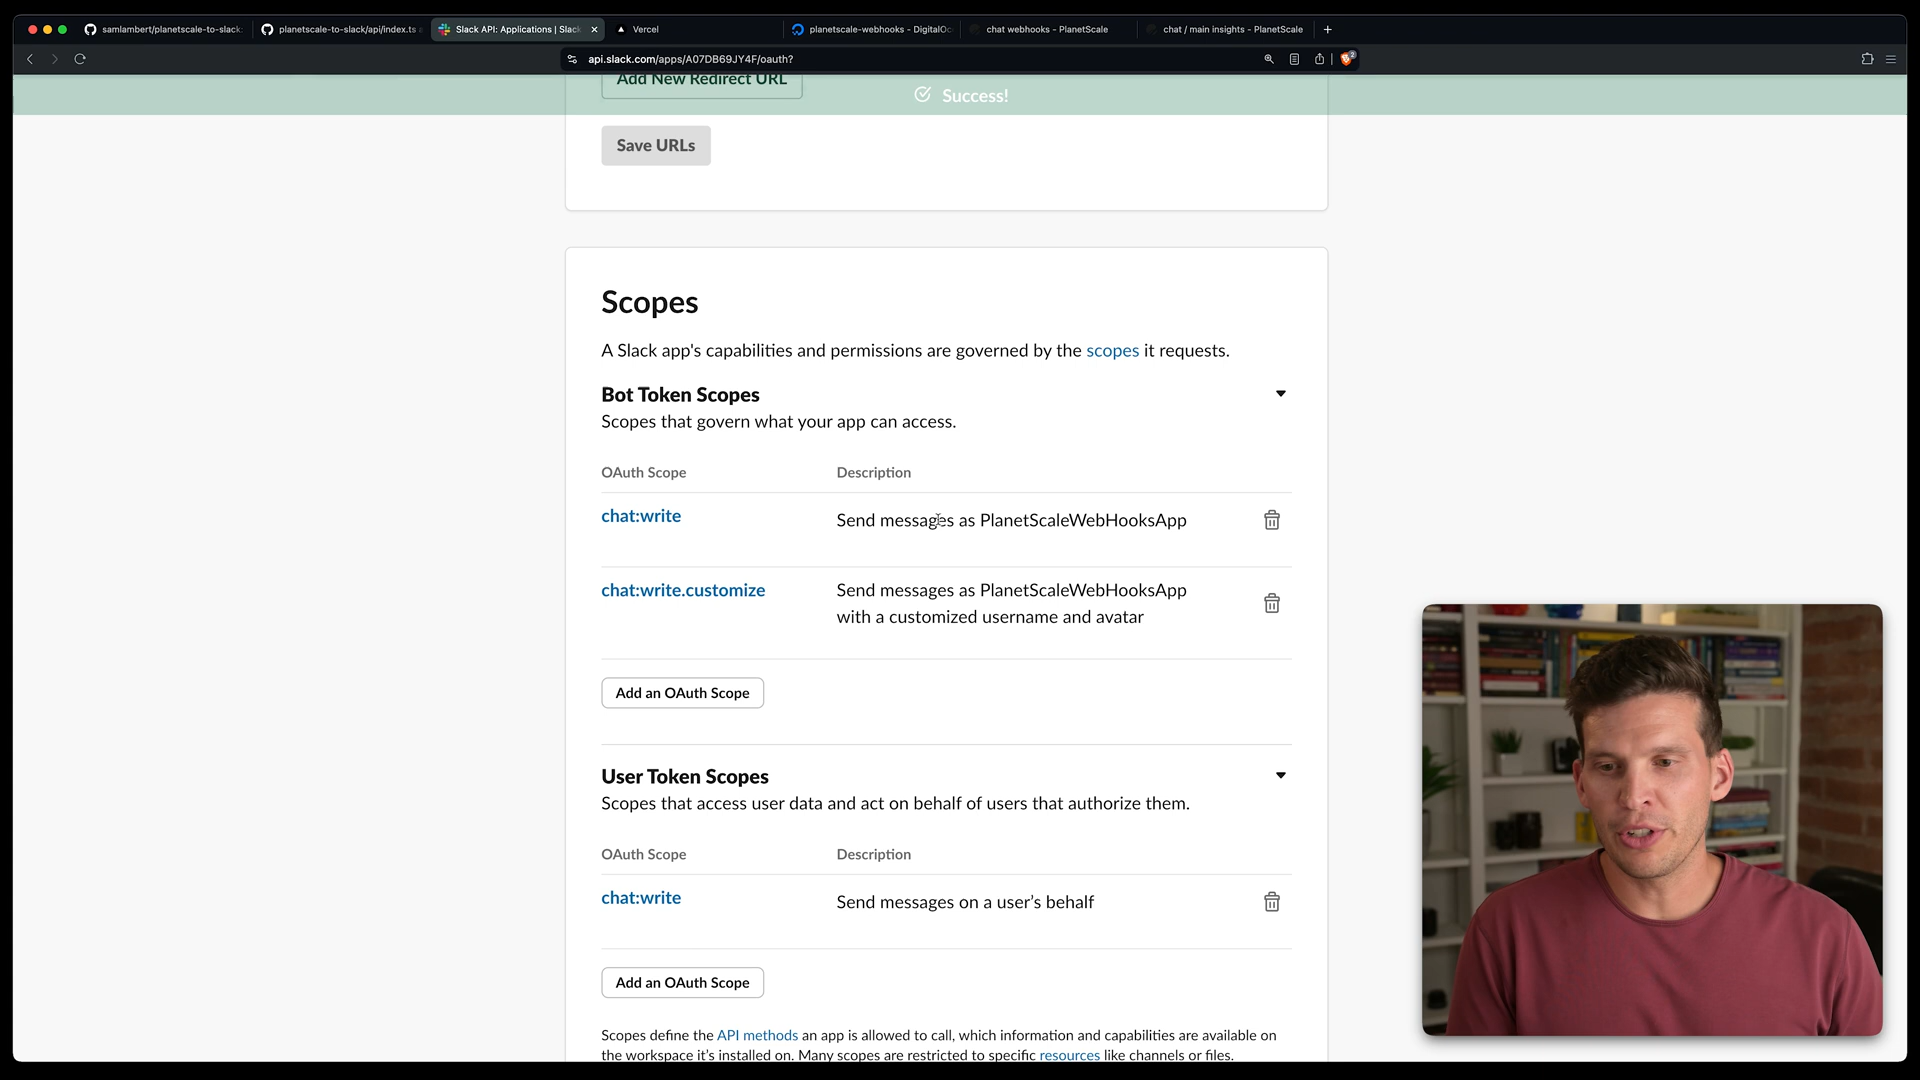 samlambert/planetscale-to-slack:
planetscale-to-slack/api/index.ts
Slack API: Applications | Slack
Vercel
planetscale-webhooks - DigitalOc
chat webhooks - PlanetScale
chat / main insights - PlanetScale
api.slack.com/apps/A07DB69JY4F/oauth?
Add New Redirect URL
Success!
Save URLs
Scopes
A Slack app's capabilities and permissions are governed by the scopes it requests.
Bot Token Scopes
Scopes that govern what your app can access.
OAuth Scope Description
chat:write Send messages as PlanetScaleWebHooksApp
chat:write.customize Send messages as PlanetScaleWebHooksApp
with a customized username and avatar
Add an OAuth Scope
User Token Scopes
Scopes that access user data and act on behalf of users that authorize them.
OAuth Scope Description
chat:write Send messages on a user’s behalf
Add an OAuth Scope
Scopes define the API methods an app is allowed to call, which information and capabilities are available on
the workspace it’s installed on. Many scopes are restricted to specific resources like channels or files.